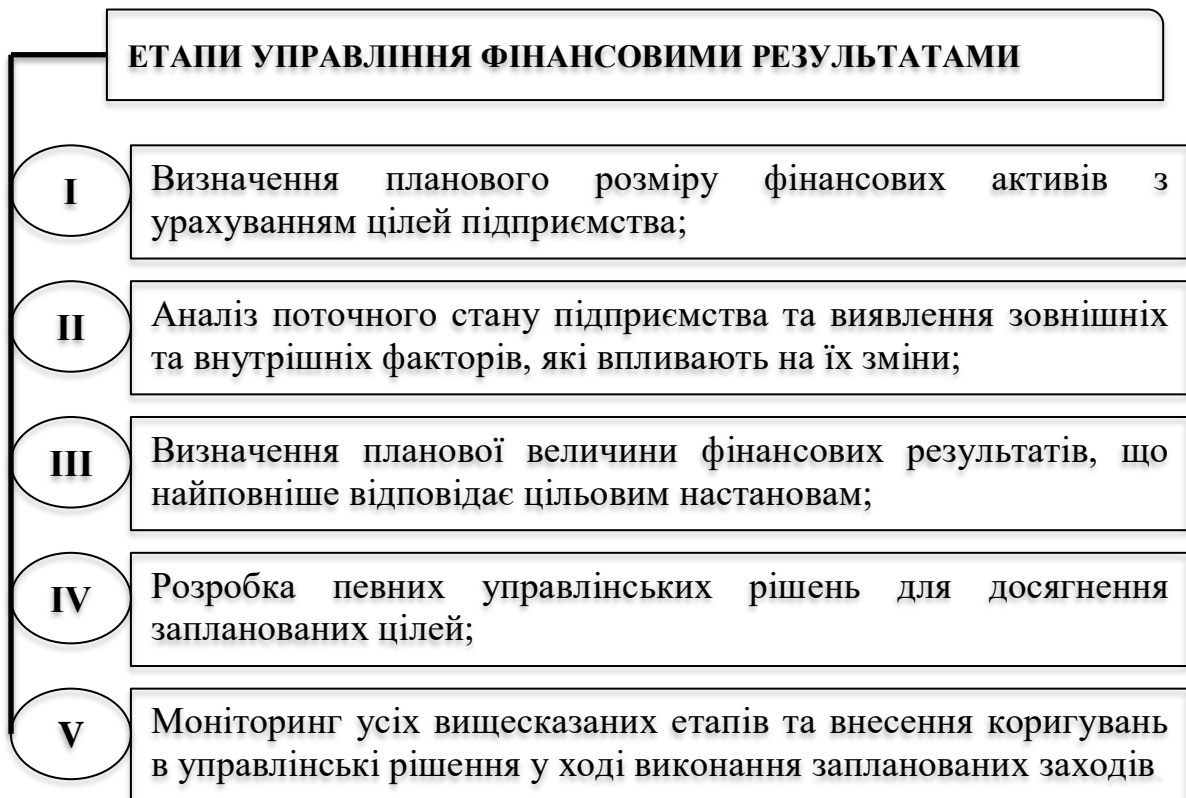 ЕТАПИ УПРАВЛІННЯ ФІНАНСОВИМИ РЕЗУЛЬТАТАМИ
I
Визначення планового розміру фінансових активів з
урахуванням цілей підприємства;
II
Аналіз поточного стану підприємства та виявлення зовнішніх
та внутрішніх факторів, які впливають на їх зміни;
III
Визначення планової величини фінансових результатів, що
найповніше відповідає цільовим настановам;
IV
Розробка певних управлінських рішень для досягнення
запланованих цілей;
V
Моніторинг усіх вищесказаних етапів та внесення коригувань
в управлінські рішення у ході виконання запланованих заходів